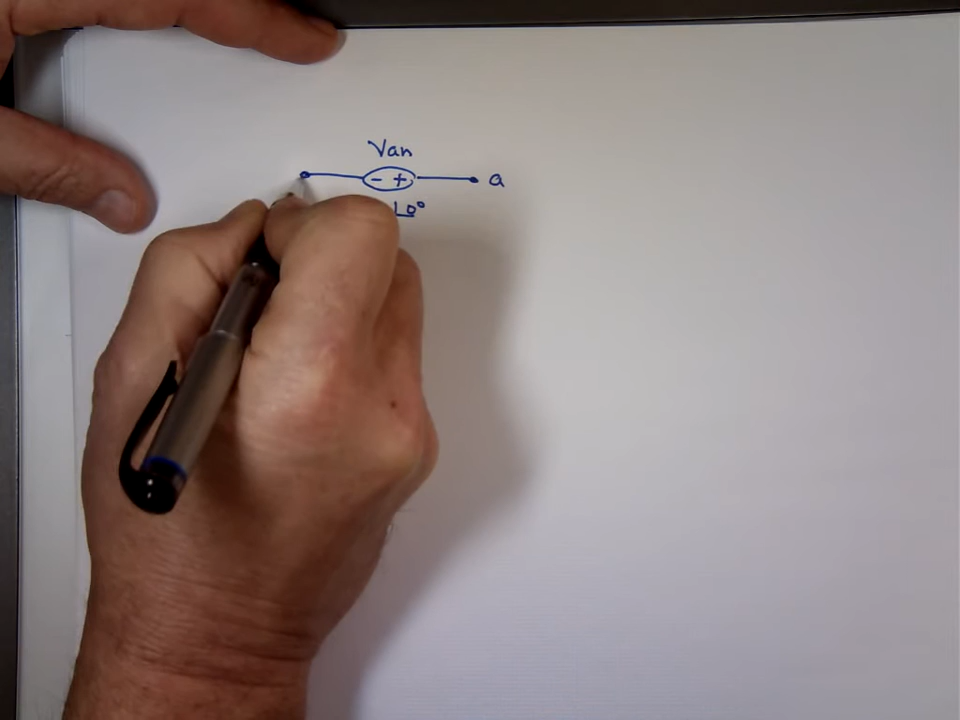 Van
- + a
∠0°